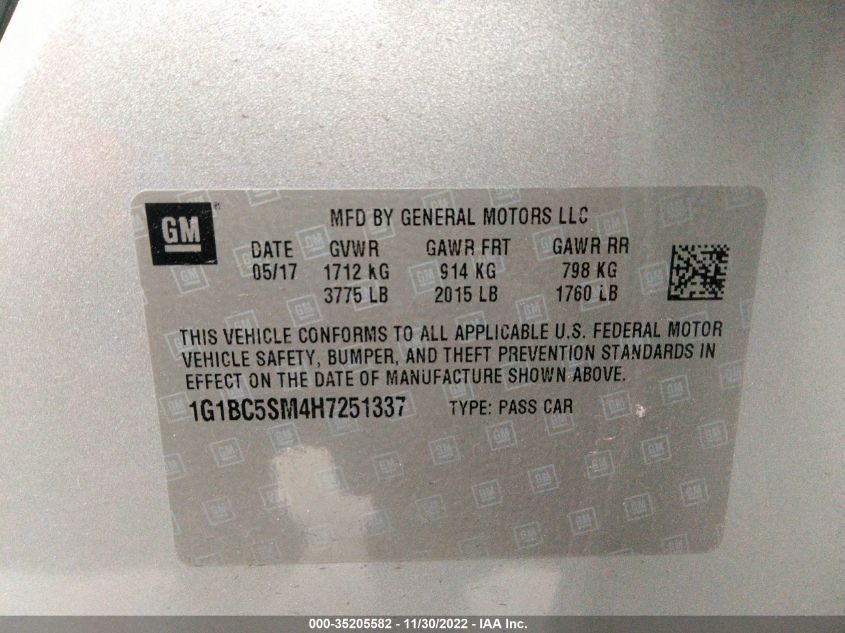 GM MFD BY GENERAL MOTORS LLC
DATE GVWR GAWR FRT GAWR RR
05/17 1712 KG 914 KG 798 KG
3775 LB 2015 LB 1760 LB
THIS VEHICLE CONFORMS TO ALL APPLICABLE U.S. FEDERAL MOTOR
VEHICLE SAFETY, BUMPER, AND THEFT PREVENTION STANDARDS IN
EFFECT ON THE DATE OF MANUFACTURE SHOWN ABOVE.
1G1BC5SM4H7251337 TYPE: PASS CAR
000-35205582 - 11/30/2022 - IAA Inc.